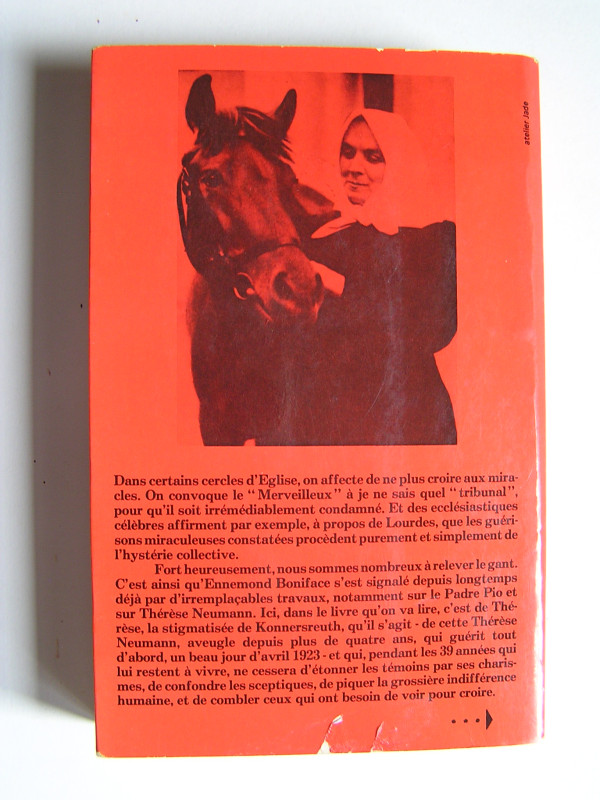 atelier Jade
Dans certains cercles d'Eglise, on affecte de ne plus croire aux mira-
cles. On convoque le "Merveilleux" à je ne sais quel "tribunal",
pour qu'il soit irrémédiablement condamné. Et des ecclésiastiques
célèbres affirment par exemple, à propos de Lourdes, que les guéri-
sons miraculeuses constatées procèdent purement et simplement de
l'hystérie collective.
Fort heureusement, nous sommes nombreux à relever le gant.
C'est ainsi qu'Ennemond Boniface s'est signalé depuis longtemps
déjà par d'irremplaçables travaux, notamment sur le Padre Pio et
sur Thérèse Neumann. Ici, dans le livre qu'on va lire, c'est de Thé-
rèse, la stigmatisée de Konnersreuth, qu'il s'agit - de cette Thérèse
Neumann, aveugle depuis plus de quatre ans, qui guérit tout
d'abord, un beau jour d'avril 1923 - et qui, pendant les 39 années qui
lui restent à vivre, ne cessera d'étonner les témoins par ses charis-
mes, de confondre les sceptiques, de piquer la grossière indifférence
humaine, et de combler ceux qui ont besoin de voir pour croire.